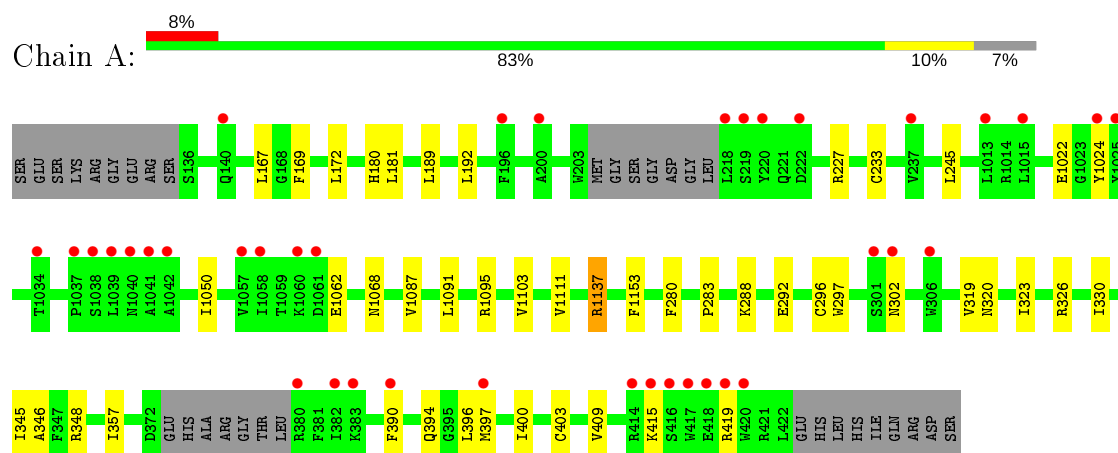 8%
Chain A:
83% 10% 7%
SER GLU SER LYS ARG GLY GLU ARG SER S136 Q140 L167 G168 F169 L172 H180 L181 L189 L192 F196 A200 W203 MET GLY SER GLY ASP GLY LEU L218 S219 Y220 Q221 D222 R227 C233 V237 L245 L1013 R1014 L1015 E1022 G1023 Y1024 Y1025
T1034 P1037 S1038 L1039 N1040 A1041 A1042 I1050 V1057 I1058 T1059 K1060 D1061 E1062 N1068 V1087 L1091 R1095 V1103 V1111 R1137 F1153 F280 P283 K288 E292 C296 W297 S301 N302 W306 V319 N320 I323 R326 I330
I345 A346 F347 R348 I357 D372 GLU HIS ALA ARG GLY THR LEU R380 F381 I382 K383 F390 Q394 G395 L396 M397 I400 C403 V409 R414 K415 S416 W417 E418 R419 W420 R421 L422 GLU HIS LEU HIS ILE GLN ARG ASP SER